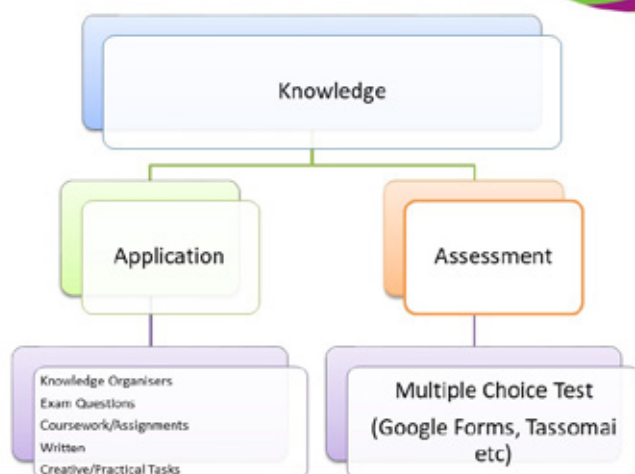 Knowledge
Application
Assessment
Knowledge Organisers
Exam Questions
Coursework/Assignments
Written
Creative/Practical Tasks
Multiple Choice Test
(Google Forms, Tassomai
etc)